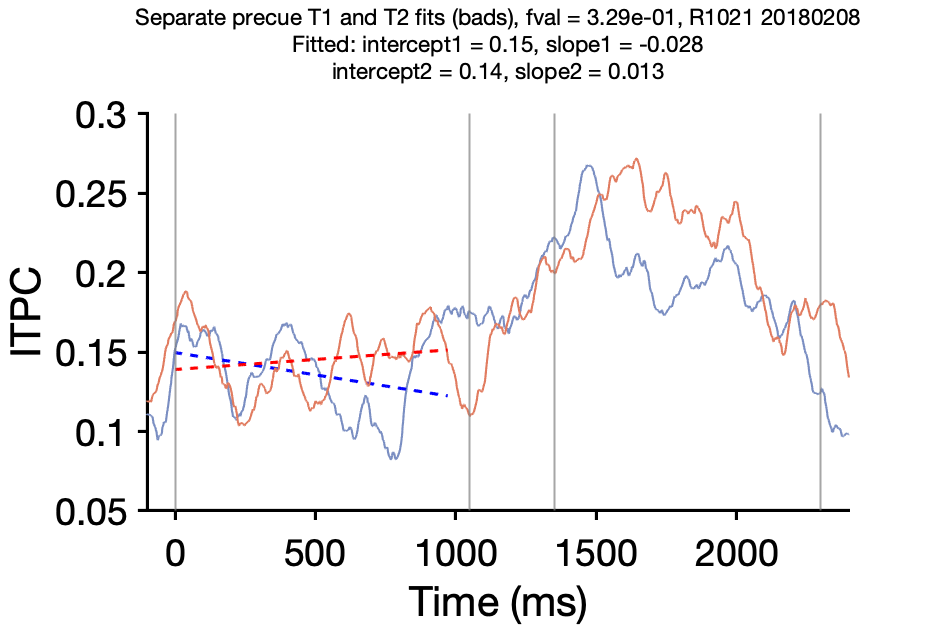 Separate precue T1 and T2 fits (bads), fval = 3.29e-01, R1021 20180208
Fitted: intercept1 = 0.15, slope1 = -0.028
intercept2 = 0.14, slope2 = 0.013
0.3
0.25
0.2
0.15
0.1
0.05
ITPC
0 500 1000 1500 2000
Time (ms)